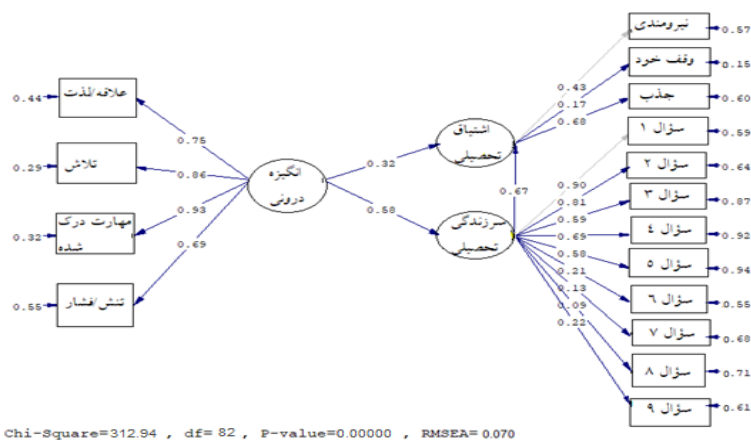 نیرومندی
0.57
وقف خود
0.15
جذب
0.60
سؤال ۱
0.59
سؤال ۲
0.64
سؤال ۳
0.87
سؤال ٤
0.92
سؤال ٥
0.94
سؤال ٦
0.55
سؤال ۷
0.68
سؤال ۸
0.71
سؤال ۹
0.61
0.43
0.17
0.68
اشتیاق
تحصیلی
0.67
سرزندگی
تحصیلی
0.90
0.81
0.59
0.69
0.58
0.21
0.13
0.09
0.22
0.32
0.58
انگیزه
درونی
0.75
0.86
0.93
0.69
علاقه/لذت
0.44
تلاش
0.29
مهارت درک
شده
0.32
تنش/فشار
0.55
Chi-Square=312.94 , df= 82 , P-value=0.00000 , RMSEA= 0.070